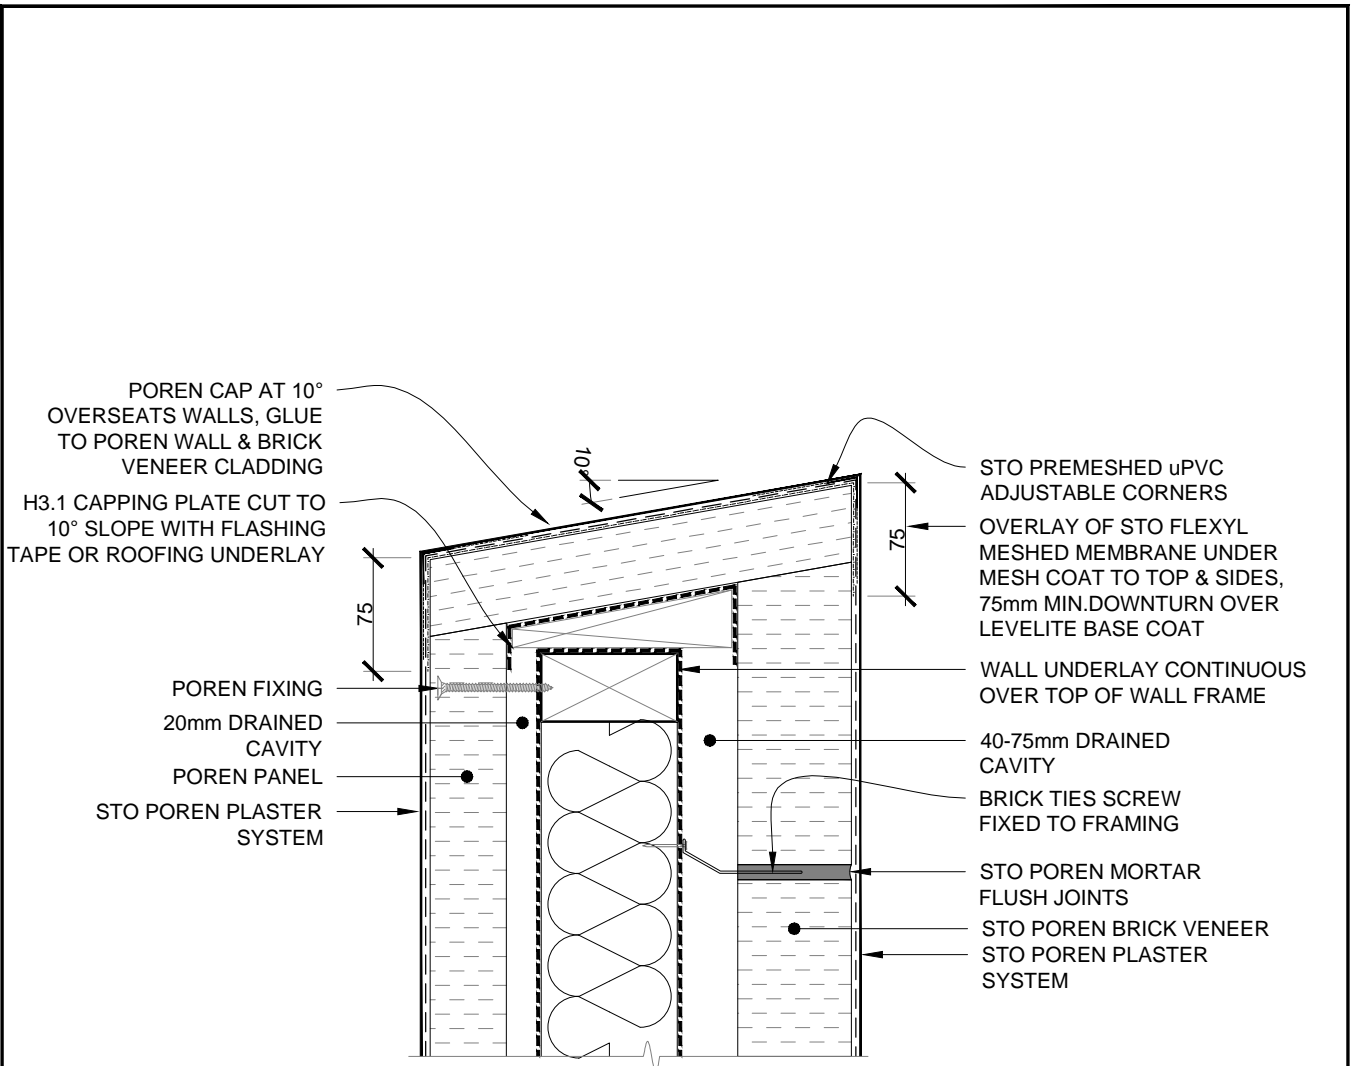 POREN CAP AT 10°
OVERSEATS WALLS, GLUE
TO POREN WALL & BRICK
VENEER CLADDING
H3.1 CAPPING PLATE CUT TO
10° SLOPE WITH FLASHING
TAPE OR ROOFING UNDERLAY
75
POREN FIXING
20mm DRAINED
CAVITY
POREN PANEL
STO POREN PLASTER
SYSTEM
10°
STO PREMESHED uPVC
ADJUSTABLE CORNERS
75
OVERLAY OF STO FLEXYL
MESHED MEMBRANE UNDER
MESH COAT TO TOP & SIDES,
75mm MIN.DOWNTURN OVER
LEVELITE BASE COAT
WALL UNDERLAY CONTINUOUS
OVER TOP OF WALL FRAME
40-75mm DRAINED
CAVITY
BRICK TIES SCREW
FIXED TO FRAMING
STO POREN MORTAR
FLUSH JOINTS
STO POREN BRICK VENEER
STO POREN PLASTER
SYSTEM